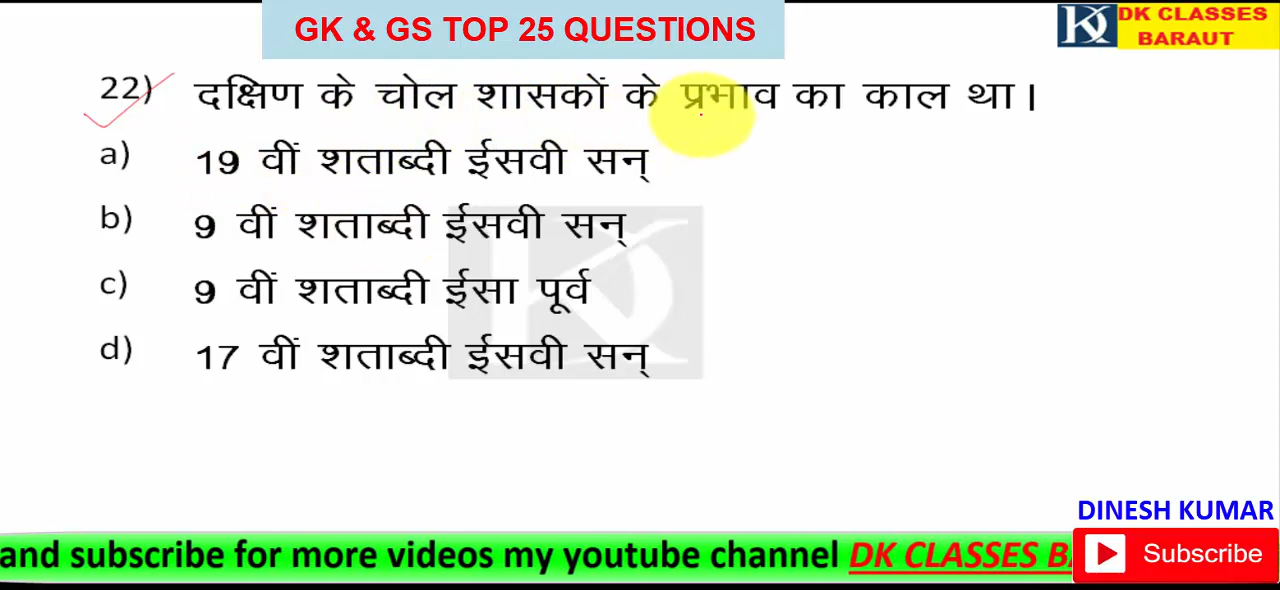 GK & GS TOP 25 QUESTIONS
DK CLASSES
BARAUT
22) दक्षिण के चोल शासकों के प्रभाव का काल था।
a) 19 वीं शताब्दी ईसवी सन्
b) 9 वीं शताब्दी ईसवी सन्
c) 9 वीं शताब्दी ईसा पूर्व
d) 17 वीं शताब्दी ईसवी सन्
DINESH KUMAR
and subscribe for more videos my youtube channel DK CLASSES
Subscribe